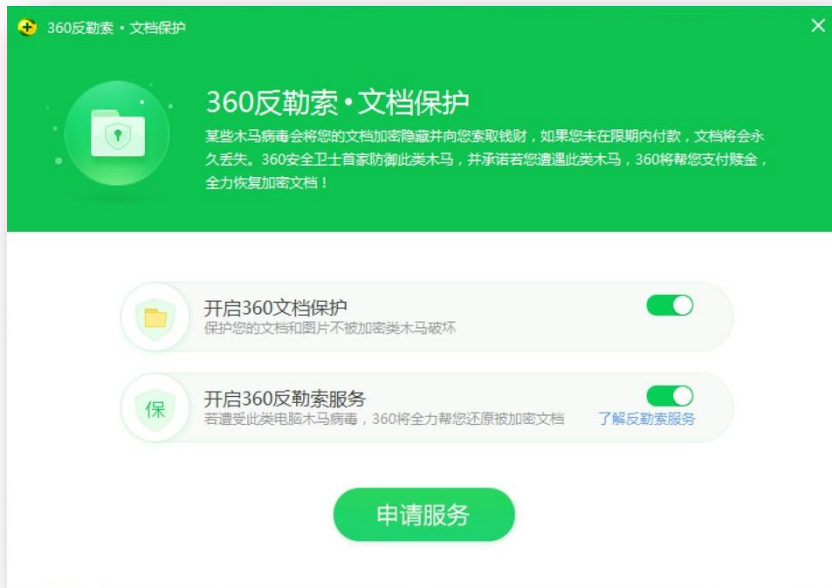 360反勒索·文档保护
360反勒索·文档保护
某些木马病毒会将您的文档加密隐藏并向您索取钱财，如果您未在限期内付款，文档将会永
久丢失。360安全卫士首家防御此类木马，并承诺若您遭遇此类木马，360将帮您支付赎金，
全力恢复加密文档！
开启360文档保护
保护您的文档和图片不被加密类木马破坏
保
开启360反勒索服务
若遭受此类电脑木马病毒，360将全力帮您还原被加密文档
了解反勒索服务
申请服务